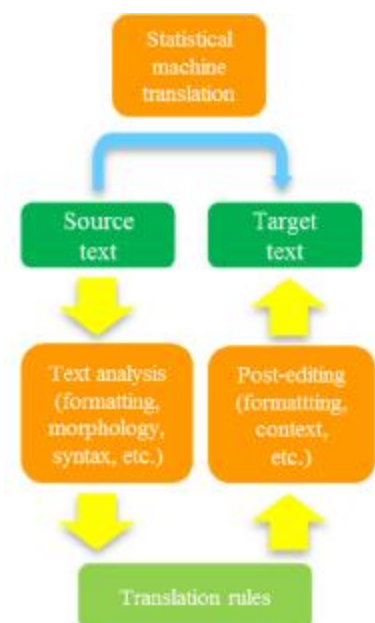 Statistical
machine
translation
Source
text
Target
text
Text analysis
(formatting,
morphology,
syntax, etc.)
Post-editing
(formattting,
context,
etc.)
Translation rules